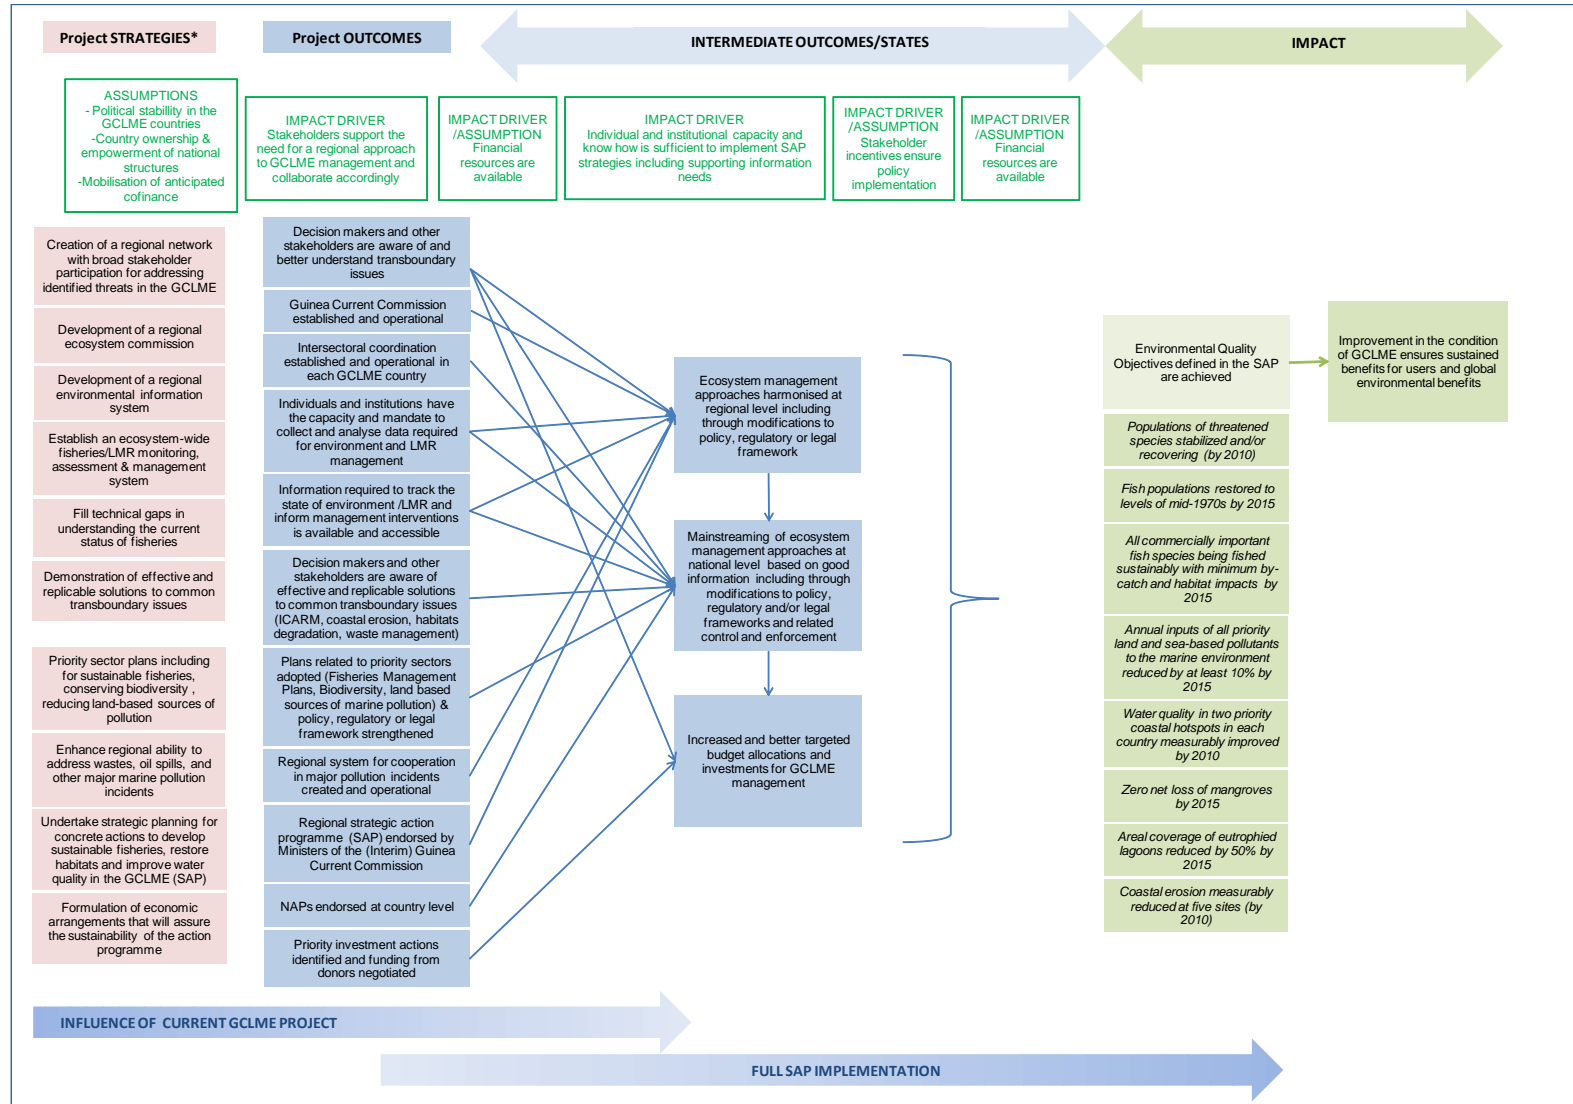 Project STRATEGIES*
Project OUTCOMES
INTERMEDIATE OUTCOMES/STATES
IMPACT
ASSUMPTIONS
- Political stabillity in the
GCLME countries
-Country ownership &
empowerment of national
structures
-Mobilisation of anticipated
cofinance
IMPACT DRIVER
Stakeholders support the
need for a regional approach
to GCLME management and
collaborate accordingly
IMPACT DRIVER
/ASSUMPTION
Financial
resources are
available
IMPACT DRIVER
Individual and institutional capacity and
know how is sufficient to implement SAP
strategies including supporting information
needs
IMPACT DRIVER
/ASSUMPTION
Stakeholder
incentives ensure
policy
implementation
IMPACT DRIVER
/ASSUMPTION
Financial
resources are
available
Creation of a regional network
with broad stakeholder
participation for addressing
identified threats in the GCLME
Development of a regional
ecosystem commission
Development of a regional
environmental information
system
Establish an ecosystem-wide
fisheries/LMR monitoring,
assessment & management
system
Fill technical gaps in
understanding the current
status of fisheries
Demonstration of effective and
replicable solutions to common
transboundary issues
Priority sector plans including
for sustainable fisheries,
conserving biodiversity ,
reducing land-based sources of
pollution
Enhance regional ability to
address wastes, oil spills, and
other major marine pollution
incidents
Undertake strategic planning for
concrete actions to develop
sustainable fisheries, restore
habitats and improve water
quality in the GCLME (SAP)
Formulation of economic
arrangements that will assure
the sustainability of the action
programme
Decision makers and other
stakeholders are aware of and
better understand transboundary
issues
Guinea Current Commission
established and operational
Intersectoral coordination
established and operational in
each GCLME country
Individuals and institutions have
the capacity and mandate to
collect and analyse data required
for environment and LMR
management
Information required to track the
state of environment /LMR and
inform management interventions
is available and accessible
Decision makers and other
stakeholders are aware of
effective and replicable solutions
to common transboundary issues
(ICARM, coastal erosion, habitats
degradation, waste management)
Plans related to priority sectors
adopted (Fisheries Management
Plans, Biodiversity, land based
sources of marine pollution) &
policy, regulatory or legal
framework strengthened
Regional system for cooperation
in major pollution incidents
created and operational
Regional strategic action
programme (SAP) endorsed by
Ministers of the (Interim) Guinea
Current Commission
NAPs endorsed at country level
Priority investment actions
identified and funding from
donors negotiated
Ecosystem management
approaches harmonised at
regional level including
through modifications to
policy, regulatory or legal
framework
Mainstreaming of ecosystem
management approaches at
national level based on good
information including through
modifications to policy,
regulatory and/or legal
frameworks and related
control and enforcement
Increased and better targeted
budget allocations and
investments for GCLME
management
Environmental Quality
Objectives defined in the SAP
are achieved
Improvement in the condition
of GCLME ensures sustained
benefits for users and global
environmental benefits
Populations of threatened
species stabilized and/or
recovering (by 2010)
Fish populations restored to
levels of mid-1970s by 2015
All commercially important
fish species being fished
sustainably with minimum by-
catch and habitat impacts by
2015
Annual inputs of all priority
land and sea-based pollutants
to the marine environment
reduced by at least 10% by
2015
Water quality in two priority
coastal hotspots in each
country measurably improved
by 2010
Zero net loss of mangroves
by 2015
Areal coverage of eutrophied
lagoons reduced by 50% by
2015
Coastal erosion measurably
reduced at five sites (by
2010)
INFLUENCE OF CURRENT GCLME PROJECT
FULL SAP IMPLEMENTATION